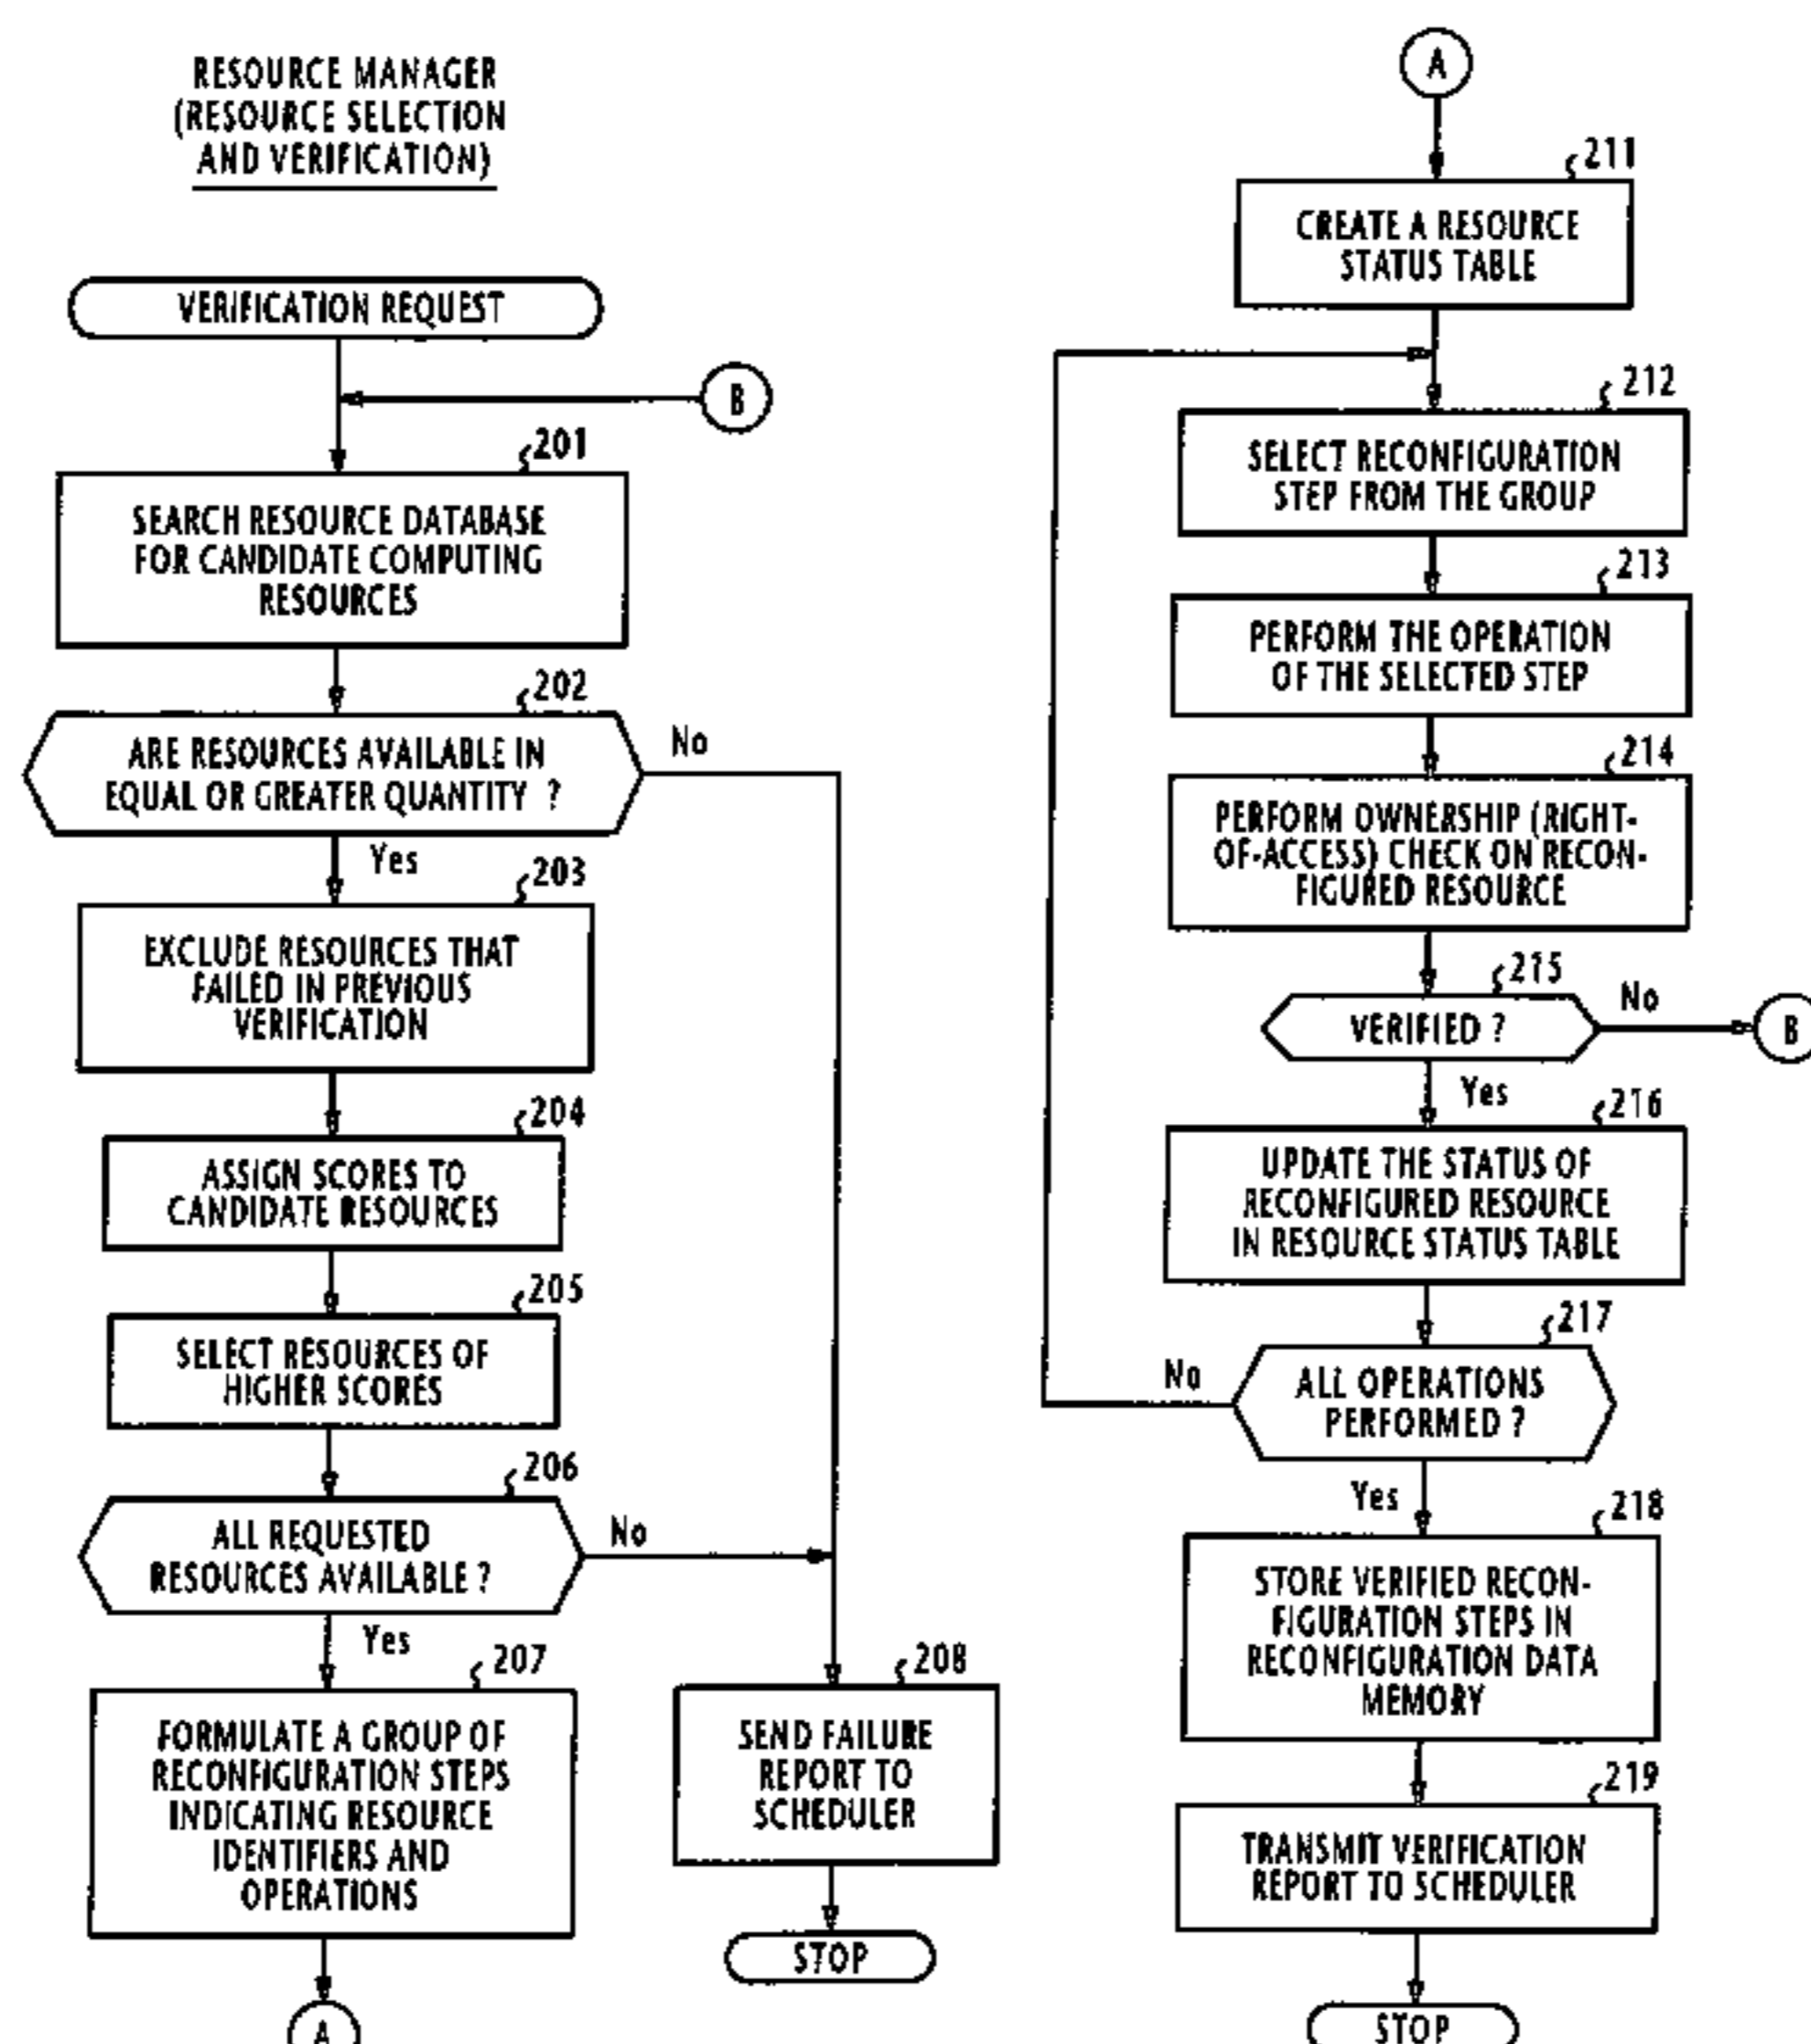 RESOURCE MANAGER
(RESOURCE SELECTION
AND VERIFICATION)
VERIFICATION REQUEST
B
201
SEARCH RESOURCE DATABASE
FOR CANDIDATE COMPUTING
RESOURCES
202
ARE RESOURCES AVAILABLE IN
EQUAL OR GREATER QUANTITY ?
No
Yes
203
EXCLUDE RESOURCES THAT
FAILED IN PREVIOUS
VERIFICATION
204
ASSIGN SCORES TO
CANDIDATE RESOURCES
205
SELECT RESOURCES OF
HIGHER SCORES
206
ALL REQUESTED
RESOURCES AVAILABLE ?
No
Yes
207
FORMULATE A GROUP OF
RECONFIGURATION STEPS
INDICATING RESOURCE
IDENTIFIERS AND
OPERATIONS
A
208
SEND FAILURE
REPORT TO
SCHEDULER
STOP
A
211
CREATE A RESOURCE
STATUS TABLE
212
SELECT RECONFIGURATION
STEP FROM THE GROUP
213
PERFORM THE OPERATION
OF THE SELECTED STEP
214
PERFORM OWNERSHIP (RIGHT-
OF-ACCESS) CHECK ON RECON-
FIGURED RESOURCE
215
VERIFIED ?
No
B
Yes
216
UPDATE THE STATUS OF
RECONFIGURED RESOURCE
IN RESOURCE STATUS TABLE
217
ALL OPERATIONS
PERFORMED ?
No
Yes
218
STORE VERIFIED RECON-
FIGURATION STEPS IN
RECONFIGURATION DATA
MEMORY
219
TRANSMIT VERIFICATION
REPORT TO SCHEDULER
STOP